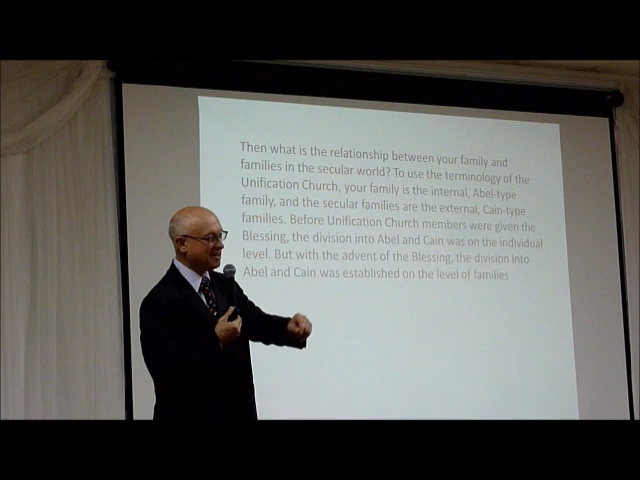 Then what is the relationship between your family and
families in the secular world? To use the terminology of the
Unification Church, your family is the internal, Abel-type
family, and the secular families are the external, Cain-type
families. Before Unification Church members were given the
Blessing, the division into Abel and Cain was on the individual
level. But with the advent of the Blessing, the division into
Abel and Cain was established on the level of families